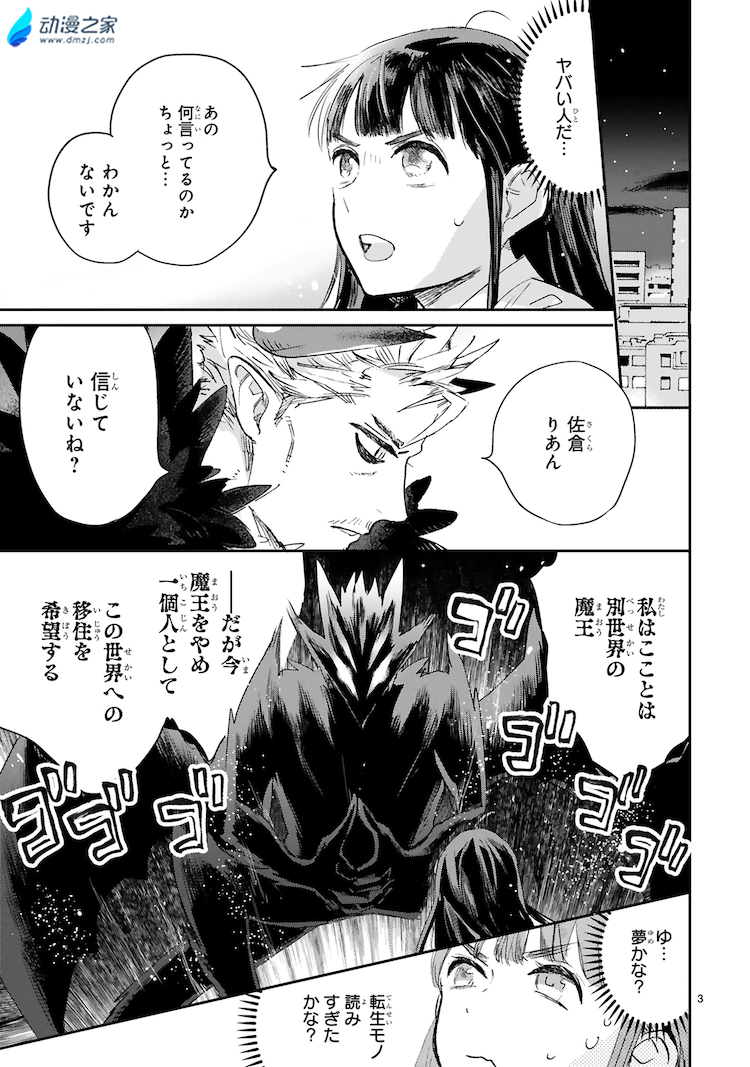 动漫之家
www.dmzj.com
ヤバい人だ…
あの
何言ってるのか
ちょっと…
わかん
ないです
佐倉
りあん
信じて
いないね?
私はこことは
別世界の
魔王
──だが今
魔王をやめ
一個人として
この世界への
移住を
希望する
ゴゴゴ
ゴゴゴ
ゆ…
夢かな?
転生モノ
読み
すぎた
かな?
3